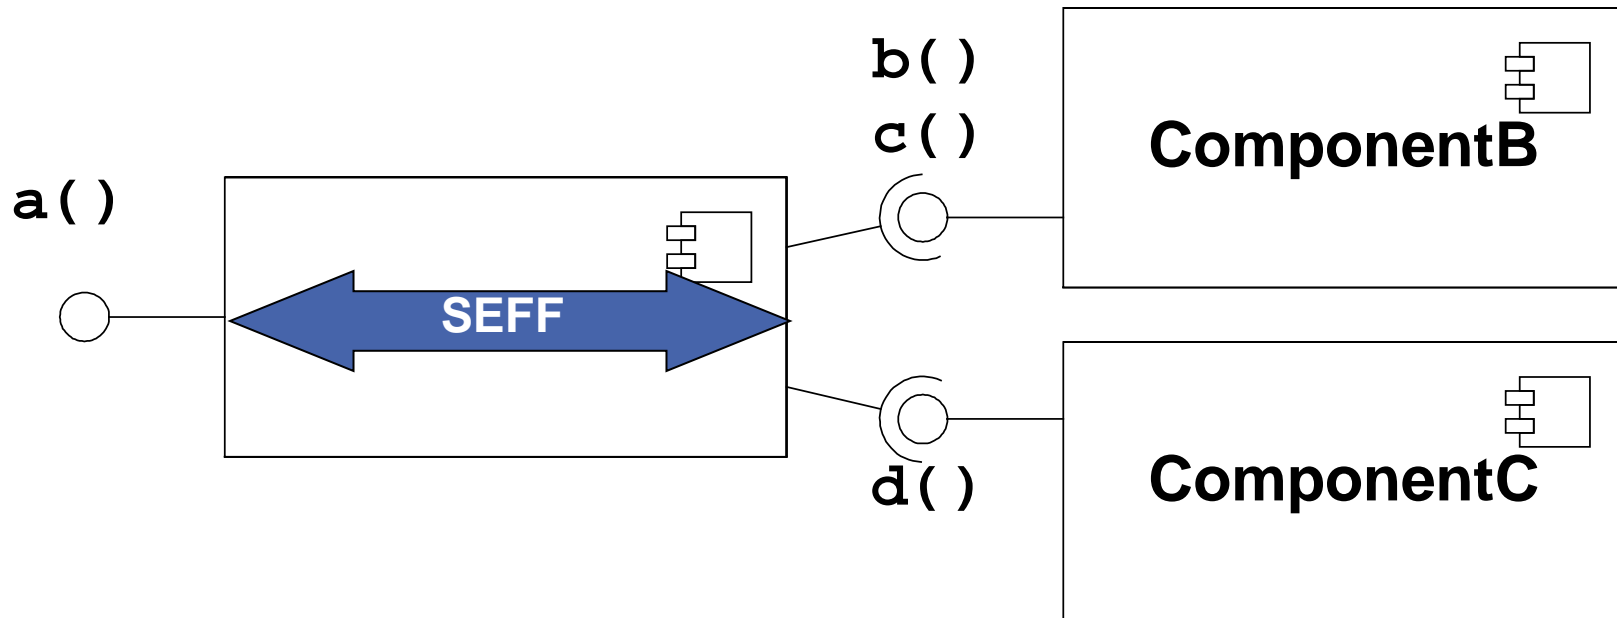 a()
SEFF
b()
c()
d()
ComponentB
ComponentC